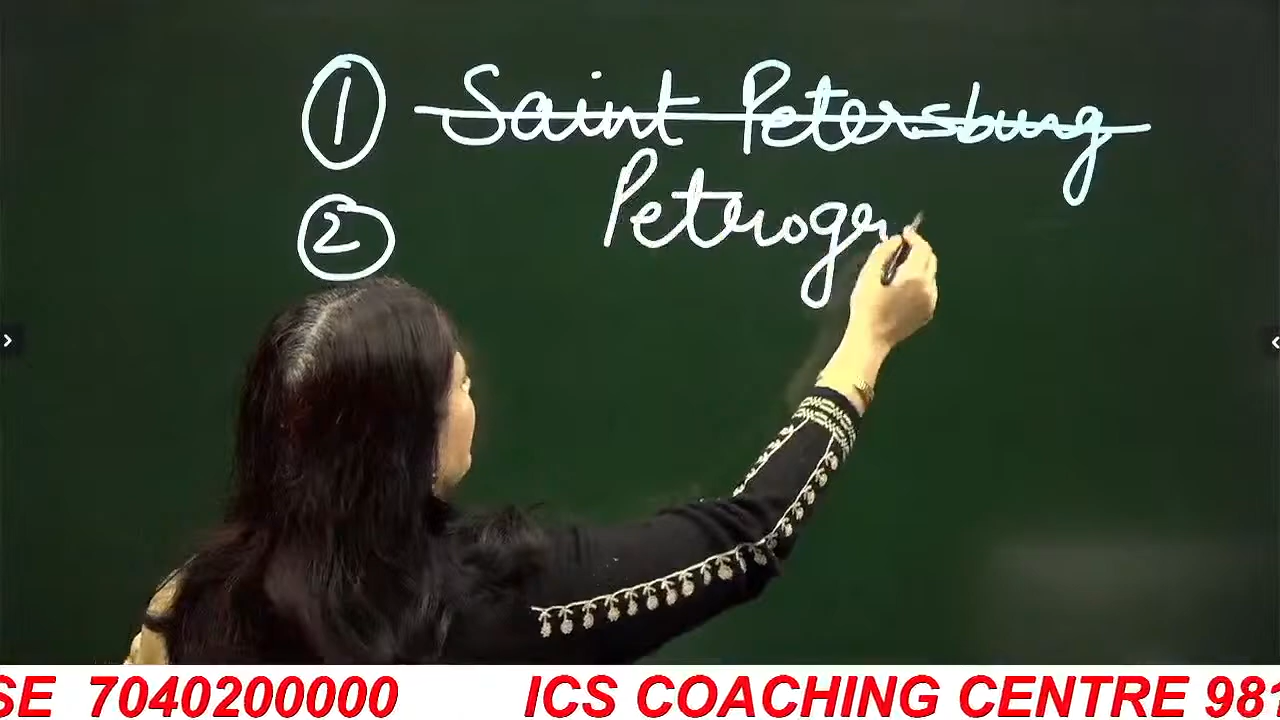 ① Saint Petersburg
② Petrogr
SE 7040200000 ICS COACHING CENTRE 981